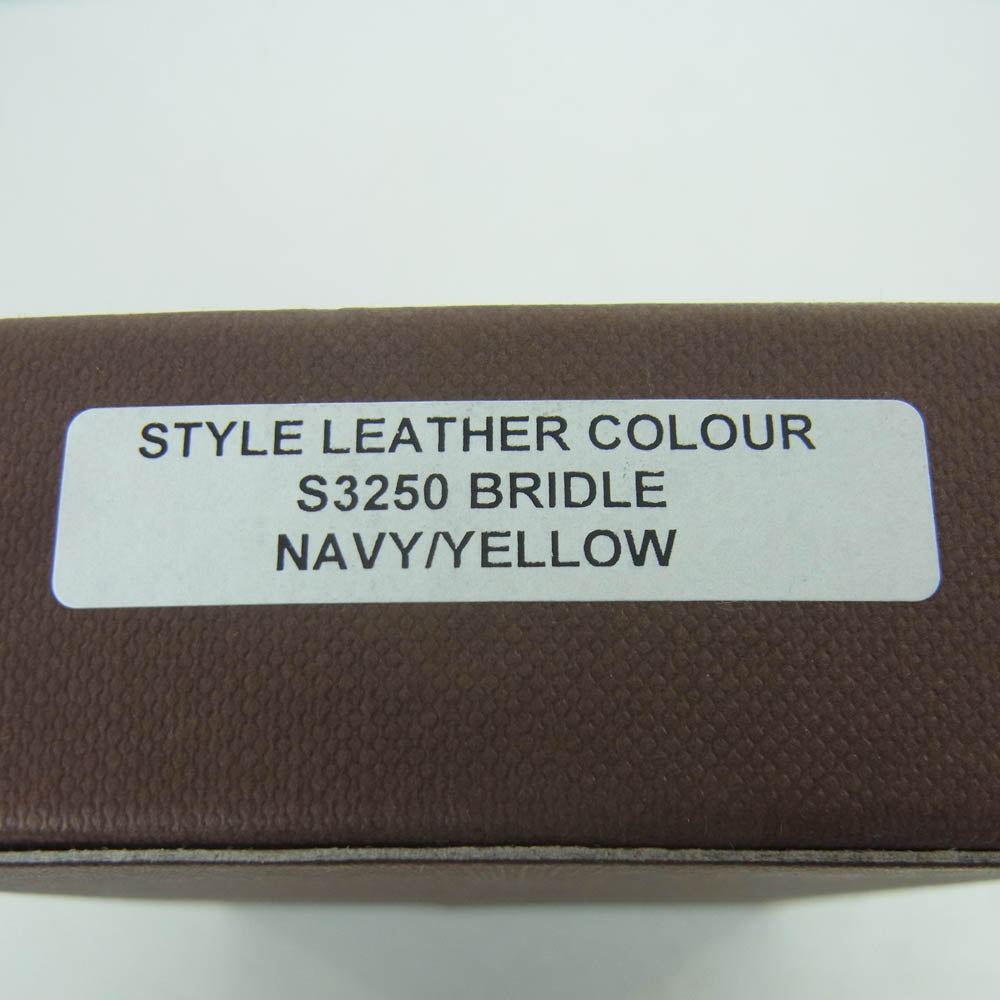 STYLE LEATHER COLOUR
S3250 BRIDLE
NAVY/YELLOW